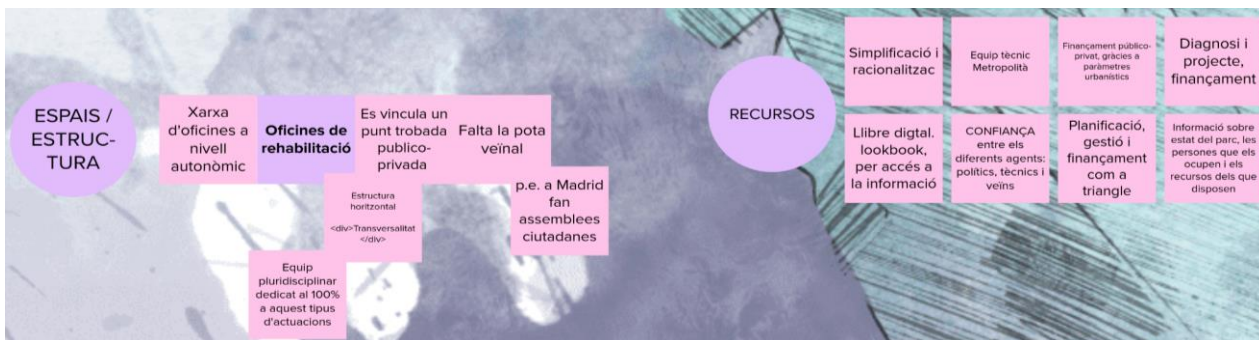 ESPAIS /
ESTRUC-
TURA
Xarxa
d'oficines a
nivell
autonòmic
Oficines de
rehabilitació
Es vincula un
punt trobada
publico-
privada
Falta la pota
veïnal
Estructura
horitzontal
<div>Transversalitat
</div>
p.e. a Madrid
fan
assemblees
ciutadanes
Equip
pluridisciplinar
dedicat al 100%
a aquest tipus
d'actuacions
RECURSOS
Simplificació i
racionalitzac
Equip tècnic
Metropolità
Finançament público-
privat, gràcies a
paràmetres
urbanístics
Diagnosi i
projecte,
finançament
Llibre digtal.
lookbook,
per accés a
la informació
CONFIANÇA
entre els
diferents agents:
polítics, tècnics i
veïns
Planificació,
gestió i
finançament
com a
triangle
Informació sobre
estat del parc, les
persones que els
ocupen i els
recursos dels que
disposen